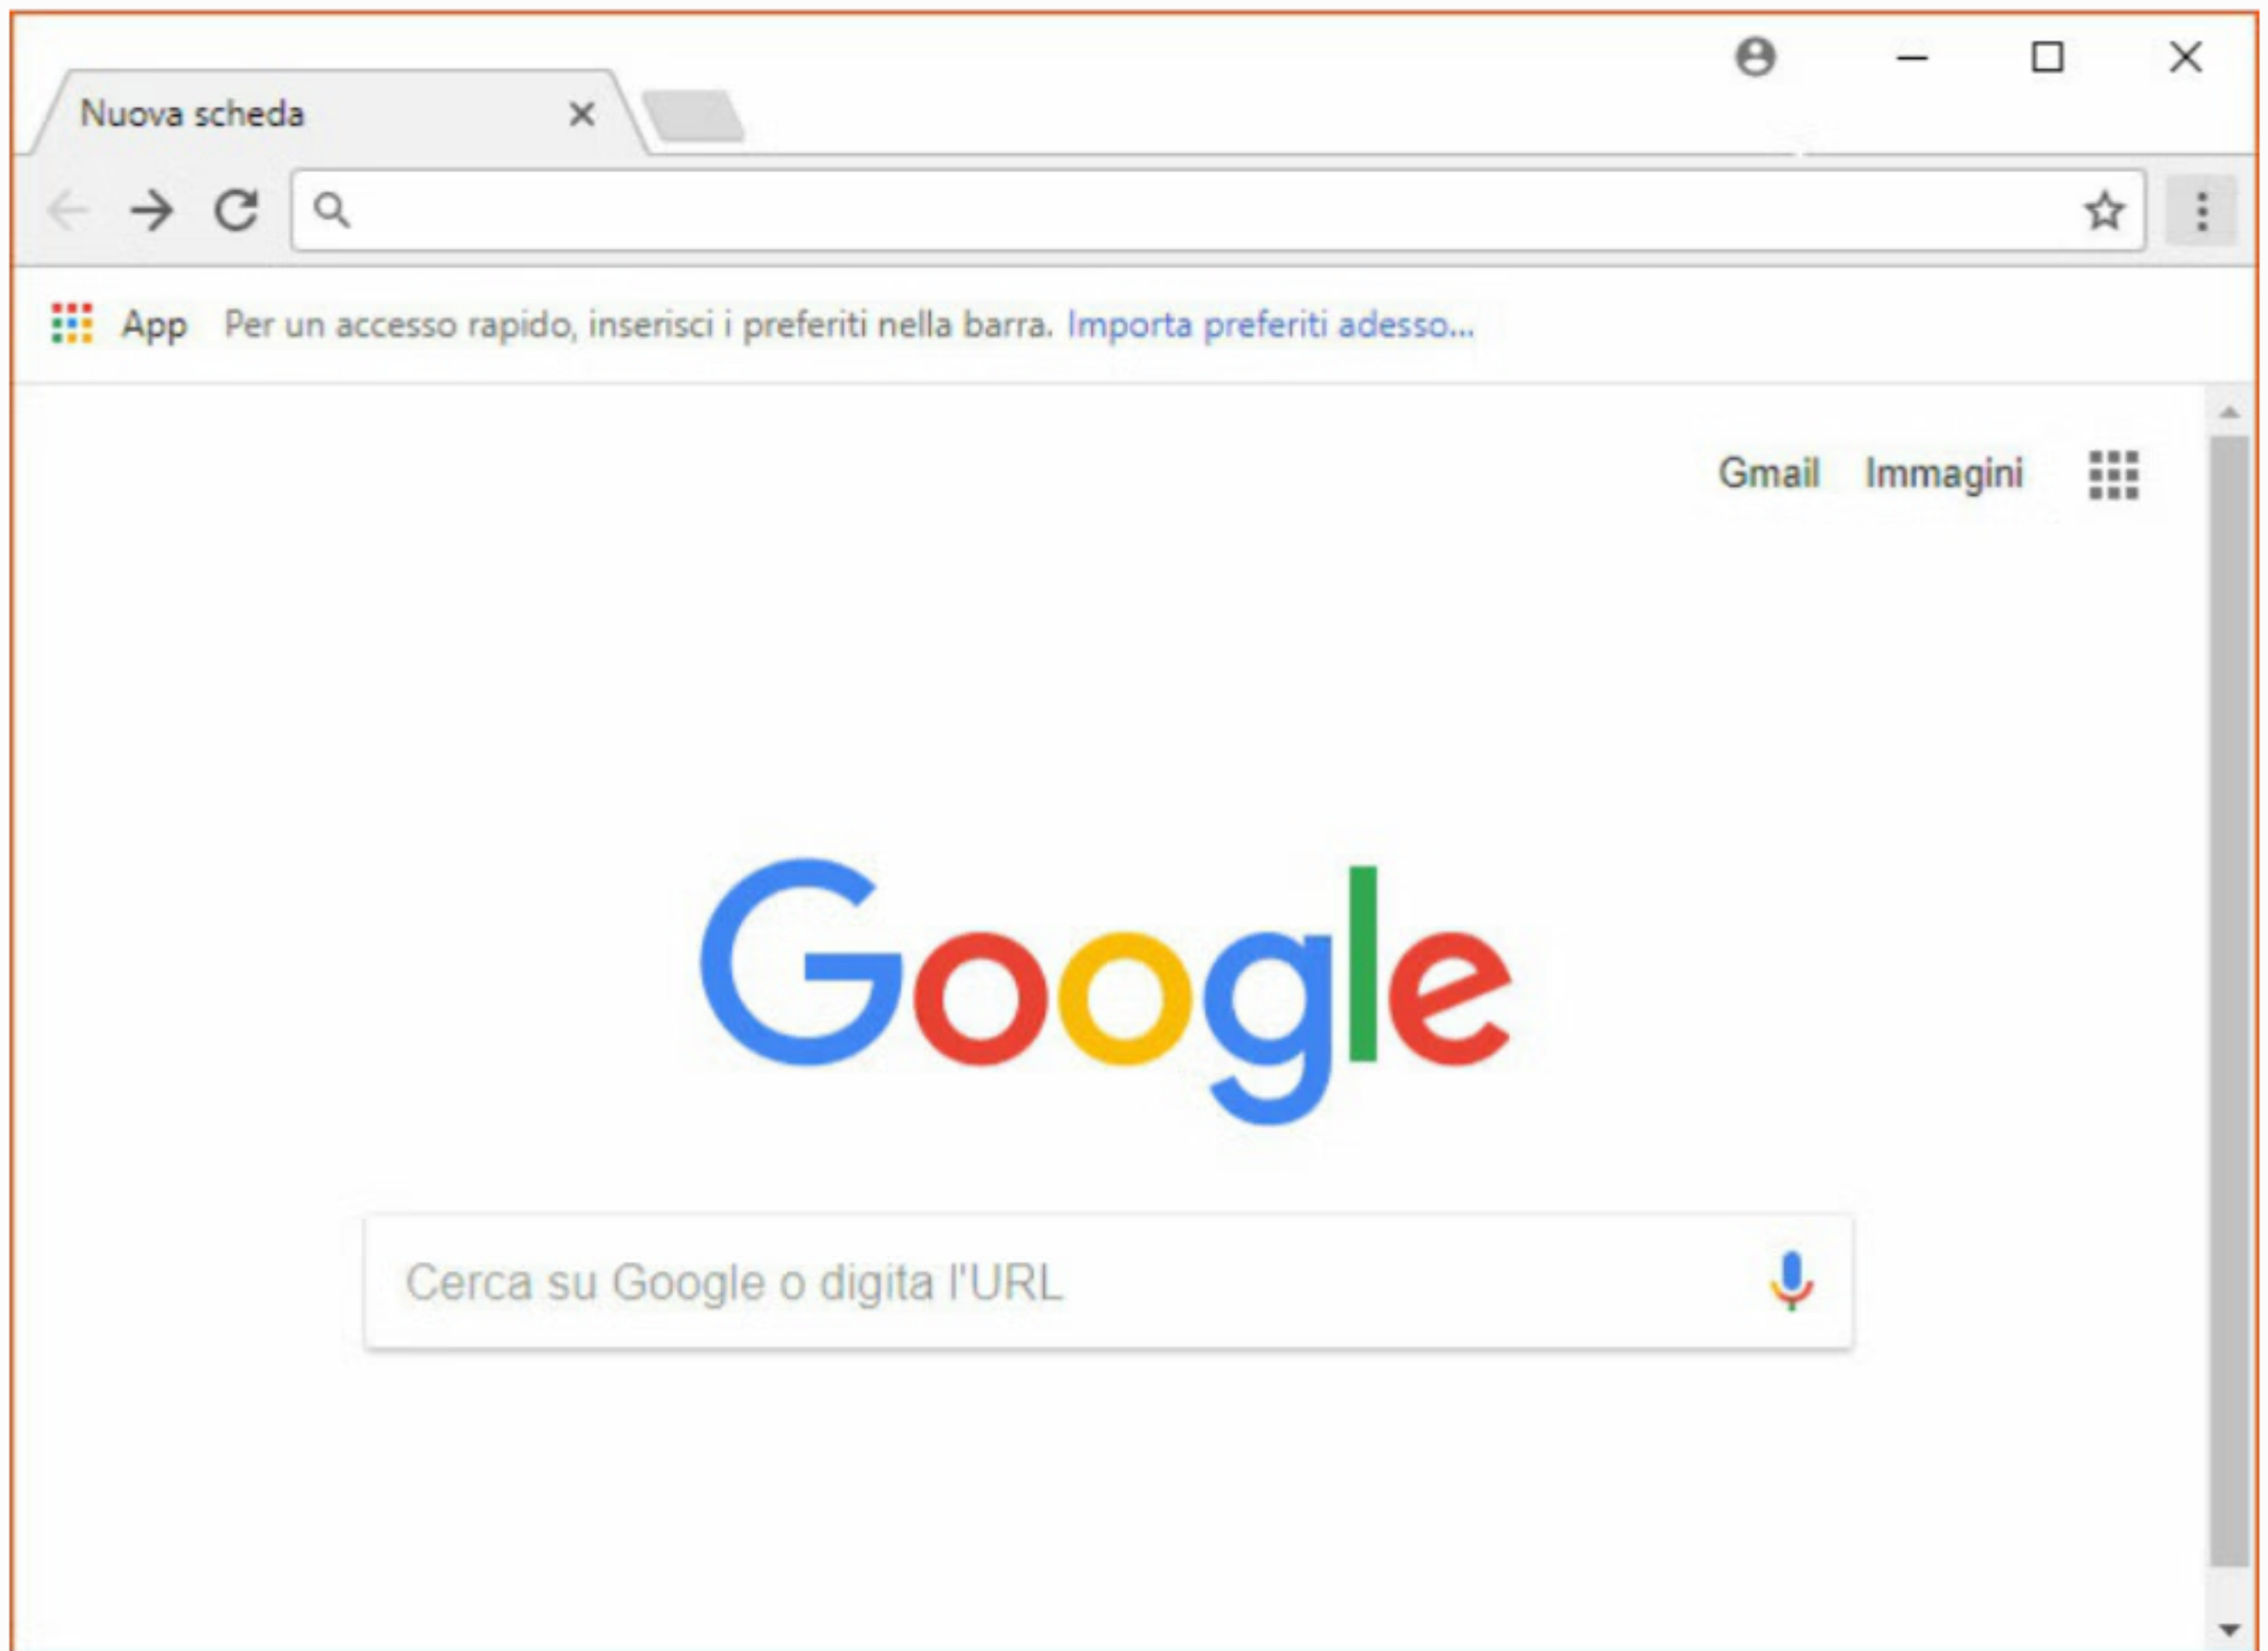 Nuova scheda
App Per un accesso rapido, inserisci i preferiti nella barra. Importa preferiti adesso...
Gmail Immagini
Google
Cerca su Google o digita l'URL